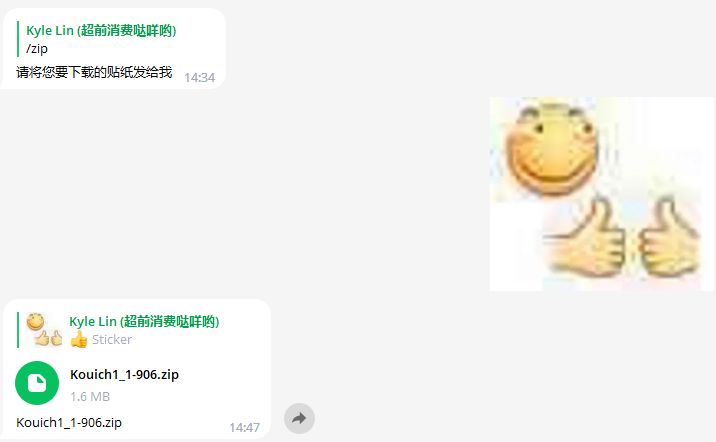 Kyle Lin (超前消费哒咩哟)
/zip
请将您要下载的贴纸发给我
14:34
Kyle Lin (超前消费哒咩哟)
👍 Sticker
Kouich1_1-906.zip
1.6 MB
Kouich1_1-906.zip
14:47